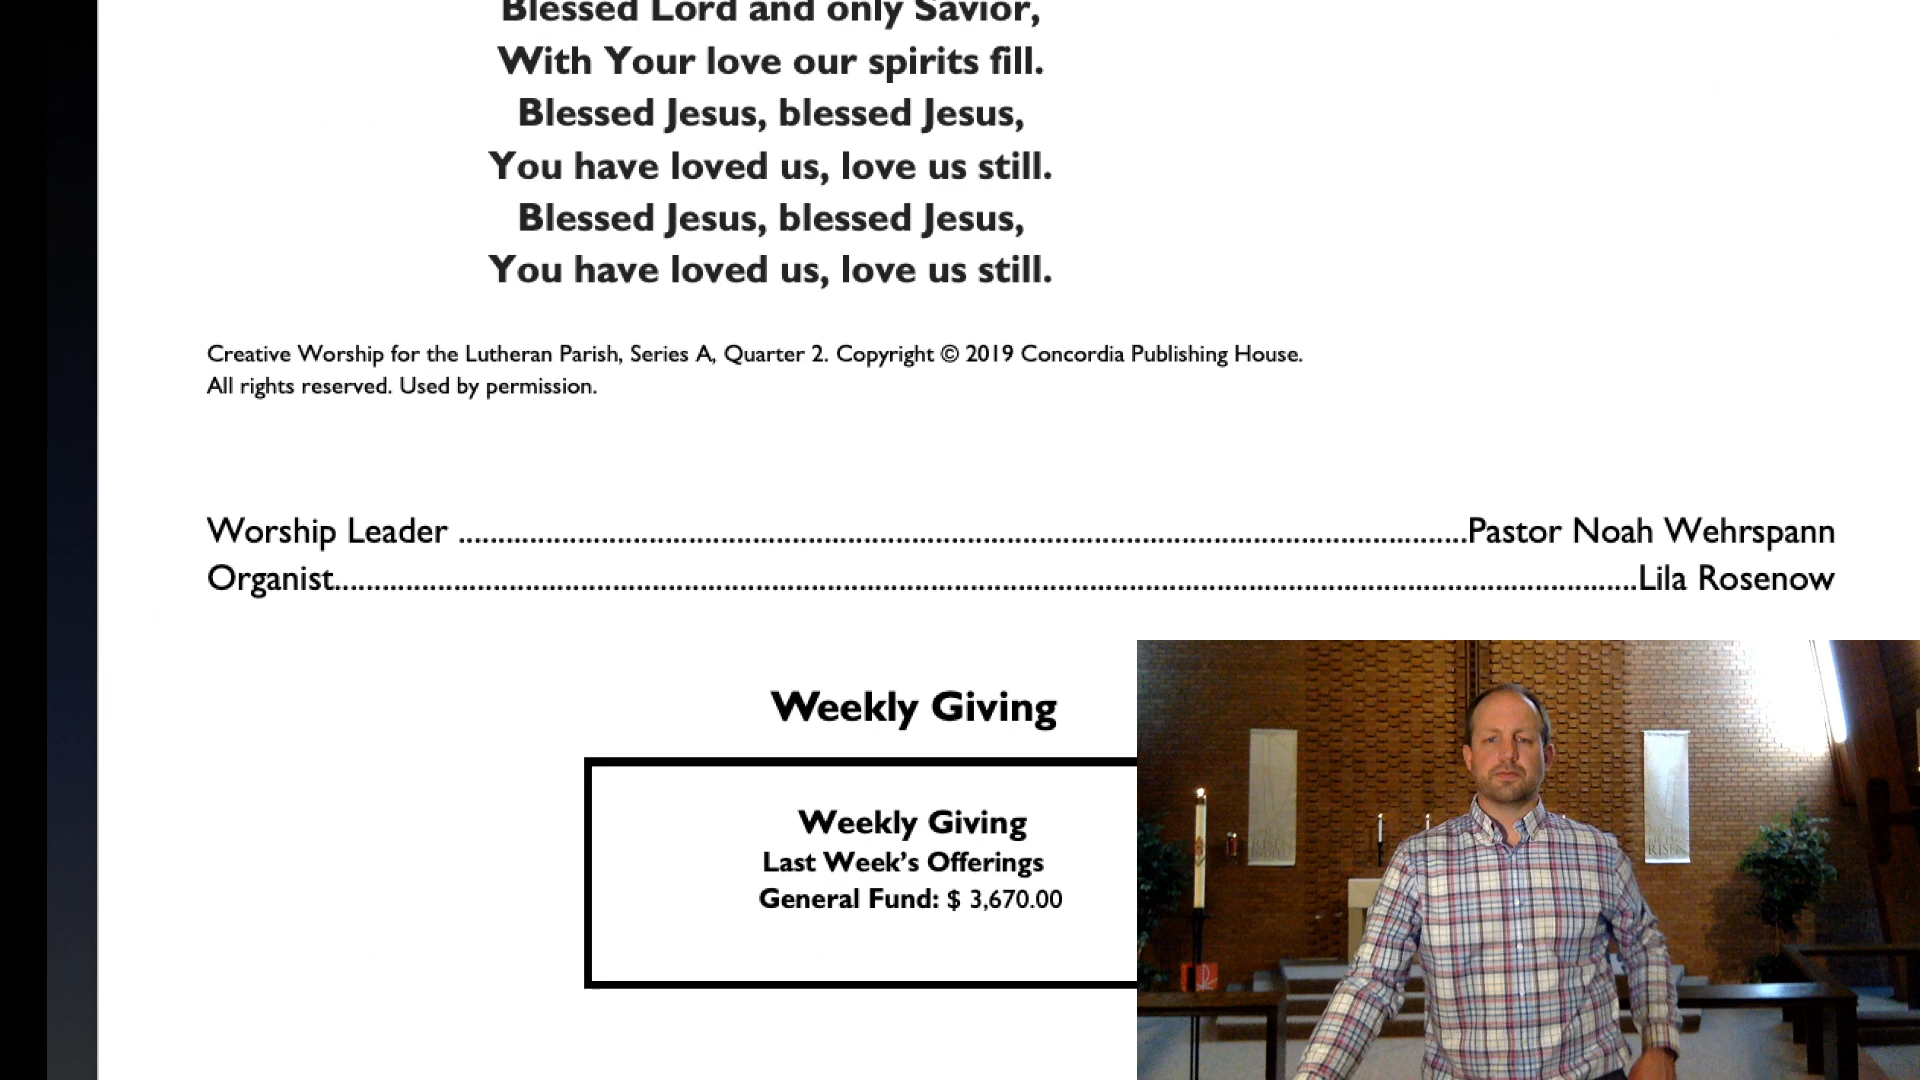 Blessed Lord and only Savior,
With Your love our spirits fill.
Blessed Jesus, blessed Jesus,
You have loved us, love us still.
Blessed Jesus, blessed Jesus,
You have loved us, love us still.
Creative Worship for the Lutheran Parish, Series A, Quarter 2. Copyright © 2019 Concordia Publishing House.
All rights reserved. Used by permission.
Worship Leader ..............................................................................................................................Pastor Noah Wehrspann
Organist...................................................................................................................................................................Lila Rosenow
Weekly Giving
Weekly Giving
Last Week’s Offerings
General Fund: $ 3,670.00
RISEN